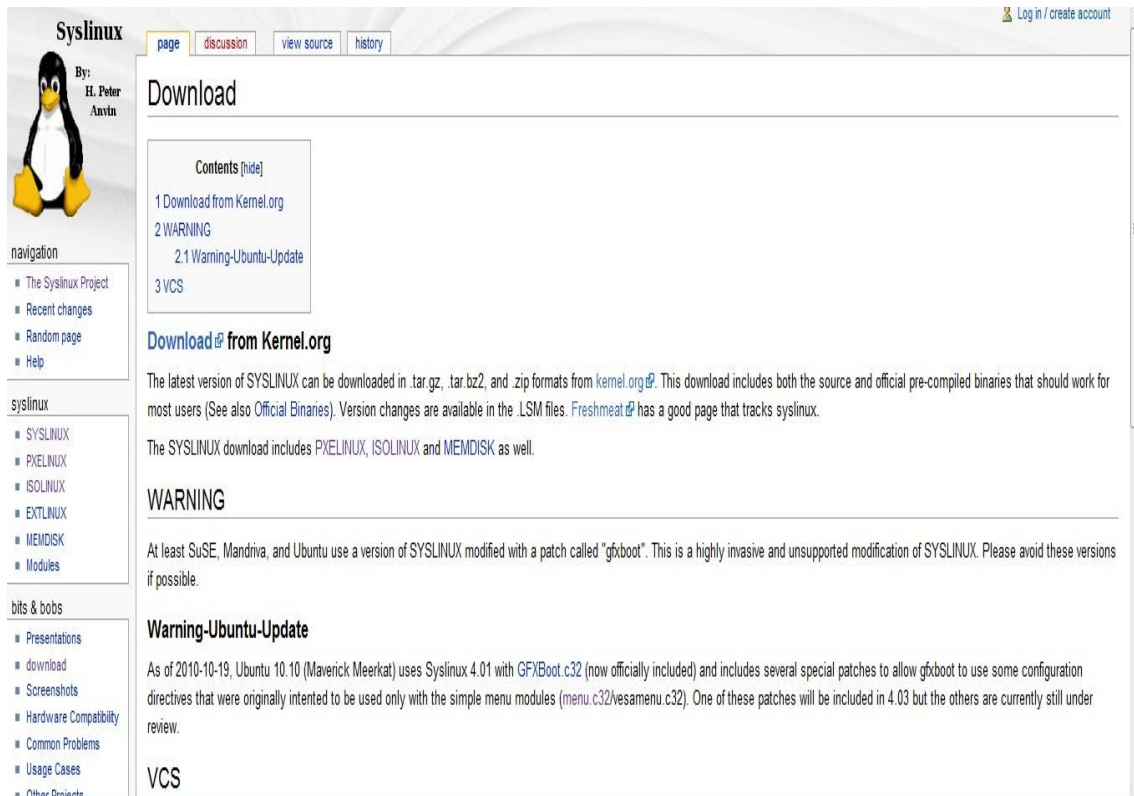 Log in / create account
Syslinux
By:
H. Peter
Anvin
page
discussion
view source
history
Download
Contents [hide]
1 Download from Kernel.org
2 WARNING
2.1 Warning-Ubuntu-Update
3 VCS
navigation
The Syslinux Project
Recent changes
Random page
Help
syslinux
SYSLINUX
PXELINUX
ISOLINUX
EXTLINUX
MEMDISK
Modules
bits & bobs
Presentations
download
Screenshots
Hardware Compatibility
Common Problems
Usage Cases
Other Projects
Download from Kernel.org
The latest version of SYSLINUX can be downloaded in .tar.gz, .tar.bz2, and .zip formats from kernel.org. This download includes both the source and official pre-compiled binaries that should work for
most users (See also Official Binaries). Version changes are available in the .LSM files. Freshmeat has a good page that tracks syslinux.
The SYSLINUX download includes PXELINUX, ISOLINUX and MEMDISK as well.
WARNING
At least SuSE, Mandriva, and Ubuntu use a version of SYSLINUX modified with a patch called "gfxboot". This is a highly invasive and unsupported modification of SYSLINUX. Please avoid these versions
if possible.
Warning-Ubuntu-Update
As of 2010-10-19, Ubuntu 10.10 (Maverick Meerkat) uses Syslinux 4.01 with GFXBoot.c32 (now officially included) and includes several special patches to allow gfxboot to use some configuration
directives that were originally intented to be used only with the simple menu modules (menu.c32/vesamenu.c32). One of these patches will be included in 4.03 but the others are currently still under
review.
VCS